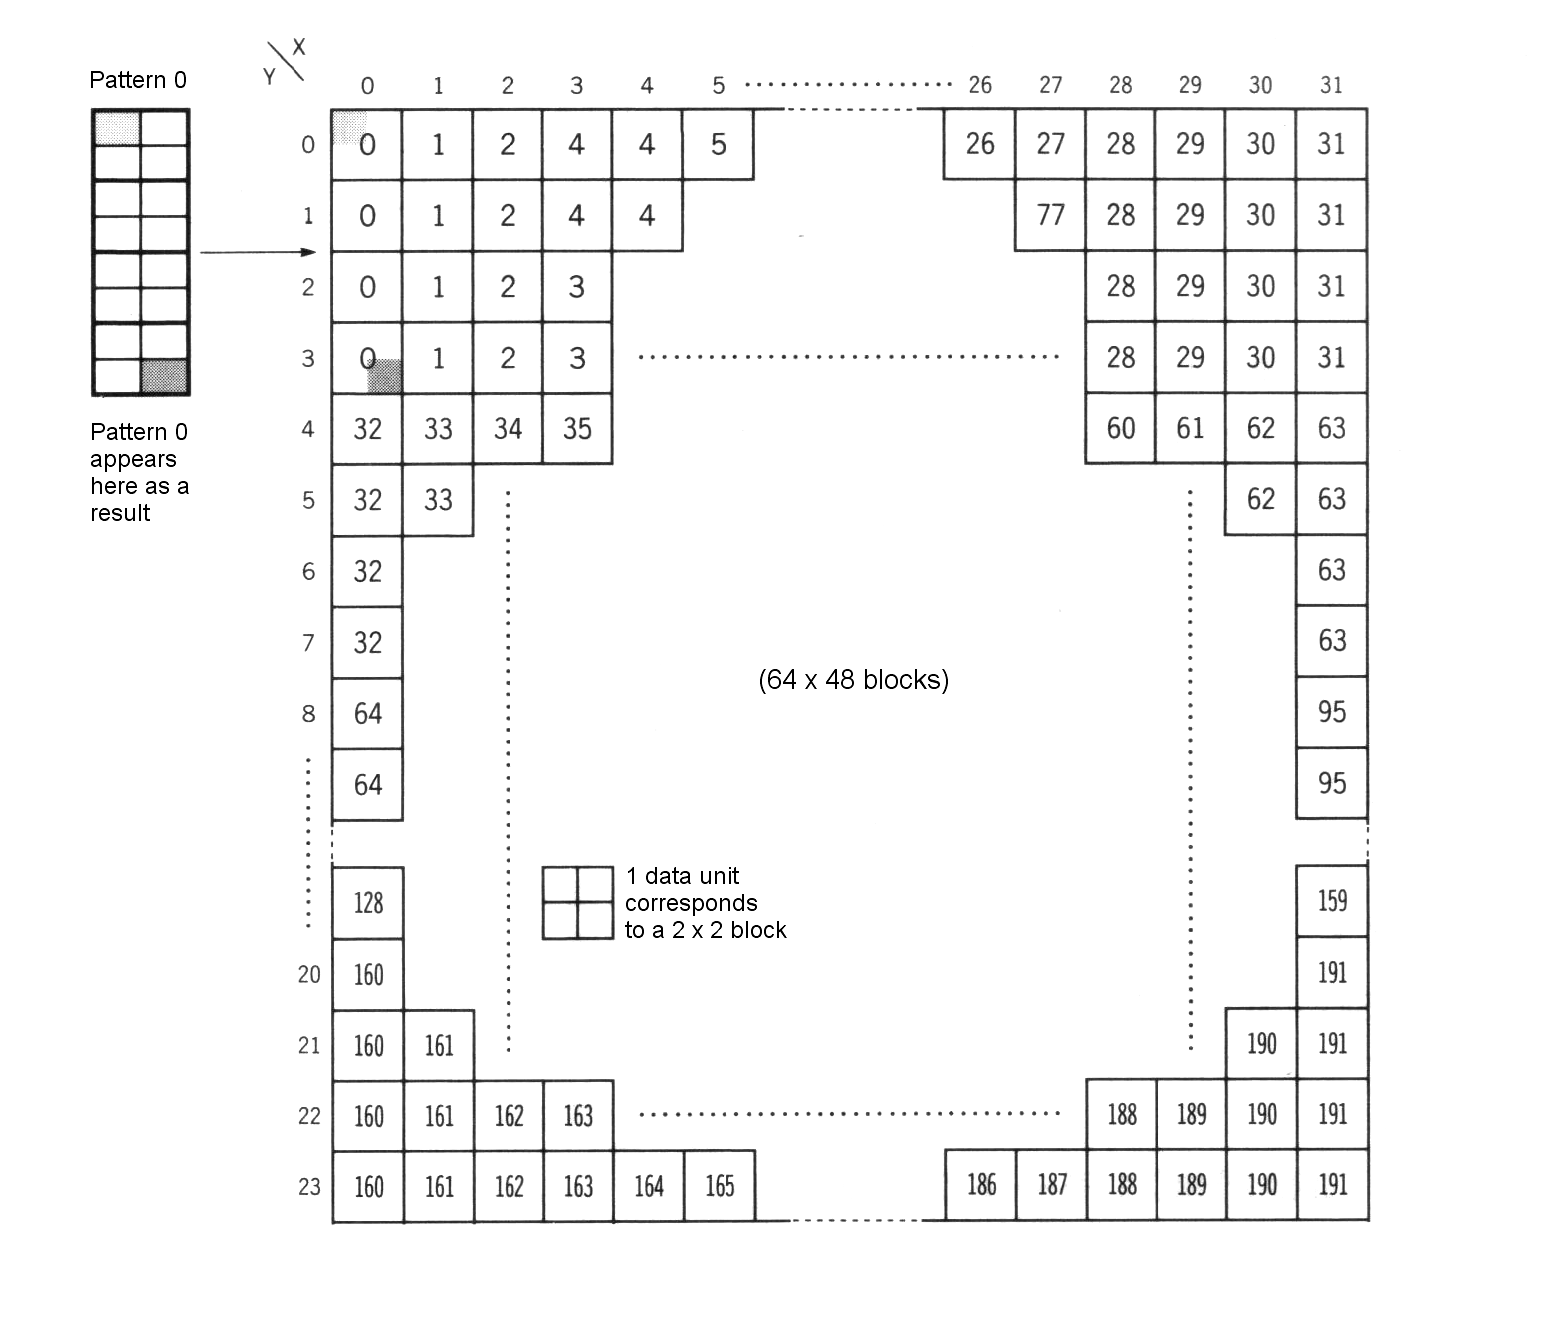 X
Y
Pattern 0
0 1 2 3 4 5 26 27 28 29 30 31
0 0 1 2 4 4 5 26 27 28 29 30 31
1 0 1 2 4 4 77 28 29 30 31
2 0 1 2 3 28 29 30 31
3 0 1 2 3 28 29 30 31
Pattern 0
appears
here as a
result
4 32 33 34 35 60 61 62 63
5 32 33 62 63
6 32 63
7 32 63
(64 x 48 blocks)
8 64 95
64 95
1 data unit
corresponds
to a 2 x 2 block
128 159
20 160 191
21 160 161 190 191
22 160 161 162 163 188 189 190 191
23 160 161 162 163 164 165 186 187 188 189 190 191